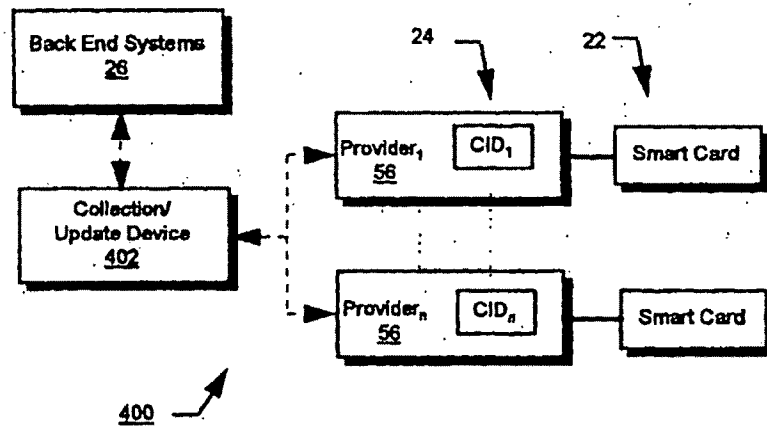 Back End Systems
26
24
22
Provider1
56
CID1
Smart Card
Collection/
Update Device
402
Providern
56
CIDn
Smart Card
400